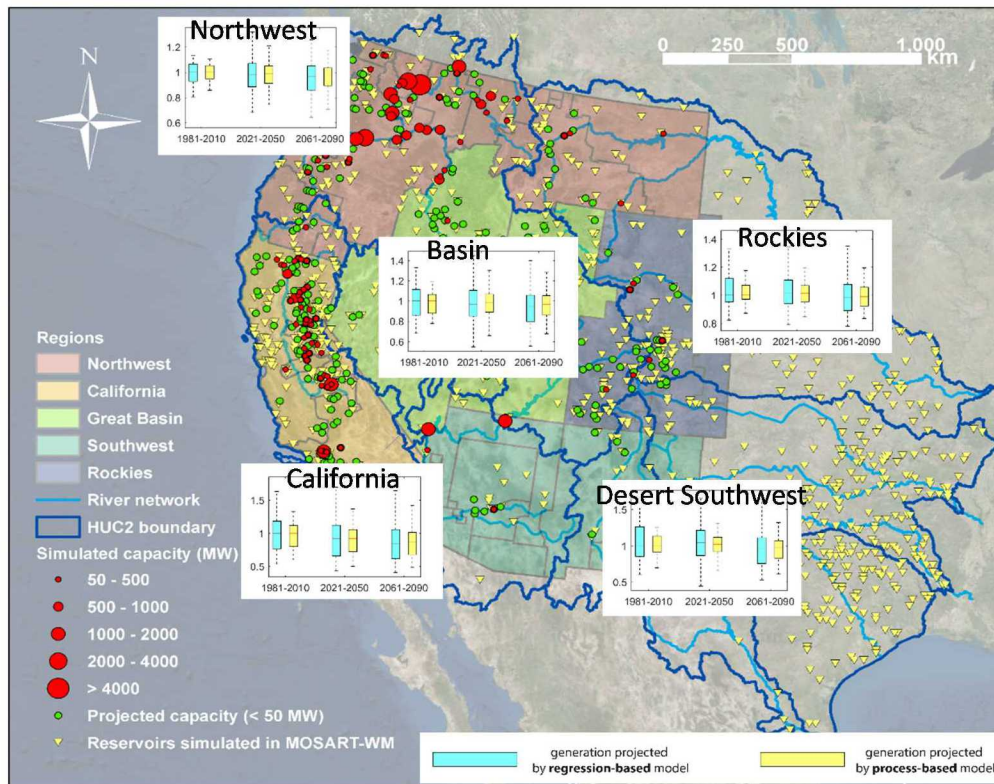 Northwest
1.2
1
0.8
0.6
1981-2010 2021-2050 2061-2090
N
0 250 500 1,000
km
Basin
1.4
1.2
1
0.8
0.6
1981-2010 2021-2050 2061-2090
Rockies
1.4
1.2
1
0.8
1981-2010 2021-2050 2061-2090
Regions
Northwest
California
Great Basin
Southwest
Rockies
River network
HUC2 boundary
Simulated capacity (MW)
50 - 500
500 - 1000
1000 - 2000
2000 - 4000
> 4000
Projected capacity (< 50 MW)
Reservoirs simulated in MOSART-WM
California
1.5
1
0.5
1981-2010 2021-2050 2061-2090
Desert Southwest
1.5
1
0.5
1981-2010 2021-2050 2061-2090
generation projected
by regression-based model
generation projected
by process-based model